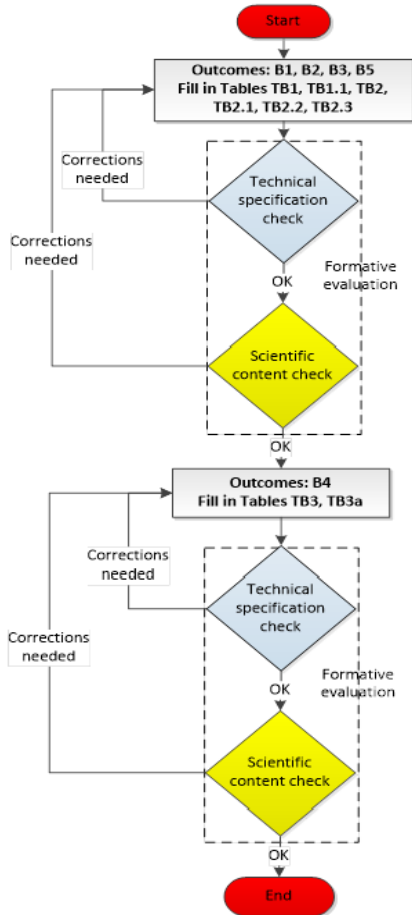 Start
Outcomes: B1, B2, B3, B5
Fill in Tables TB1, TB1.1, TB2,
TB2.1, TB2.2, TB2.3
Corrections
needed
Technical
specification
check
Corrections
needed
Formative
evaluation
OK
Scientific
content check
OK
Outcomes: B4
Fill in Tables TB3, TB3a
Corrections
needed
Technical
specification
check
Corrections
needed
Formative
evaluation
OK
Scientific
content check
OK
End